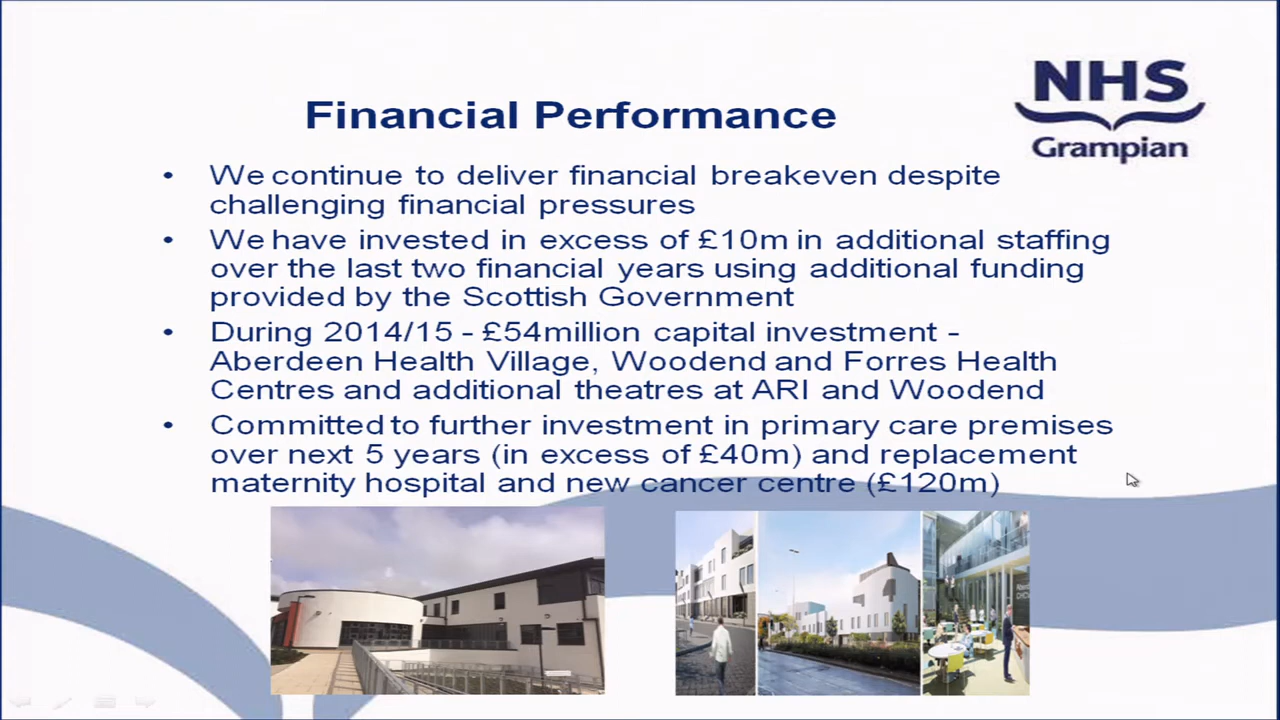 NHS
Grampian
Financial Performance
• We continue to deliver financial breakeven despite
challenging financial pressures
• We have invested in excess of £10m in additional staffing
over the last two financial years using additional funding
provided by the Scottish Government
• During 2014/15 - £54million capital investment -
Aberdeen Health Village, Woodend and Forres Health
Centres and additional theatres at ARI and Woodend
• Committed to further investment in primary care premises
over next 5 years (in excess of £40m) and replacement
maternity hospital and new cancer centre (£120m)